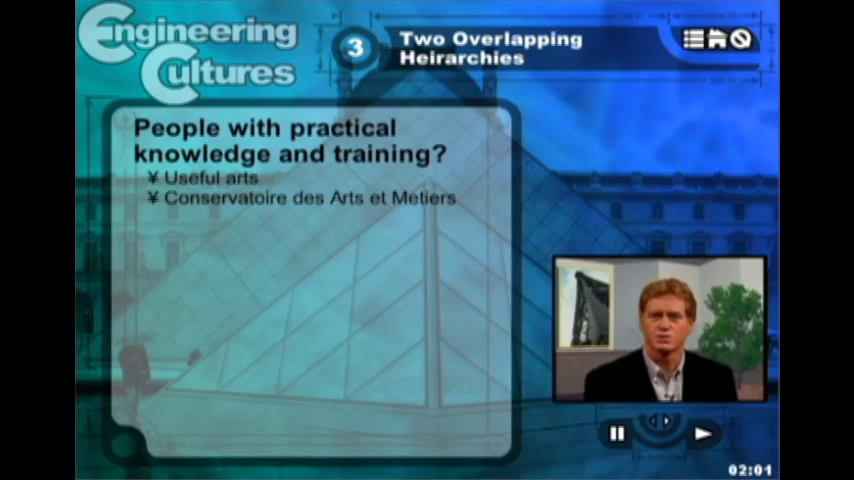 Engineering
Cultures
3
Two Overlapping
Heirarchies
People with practical
knowledge and training?
¥ Useful arts
¥ Conservatoire des Arts et Metiers
02:01